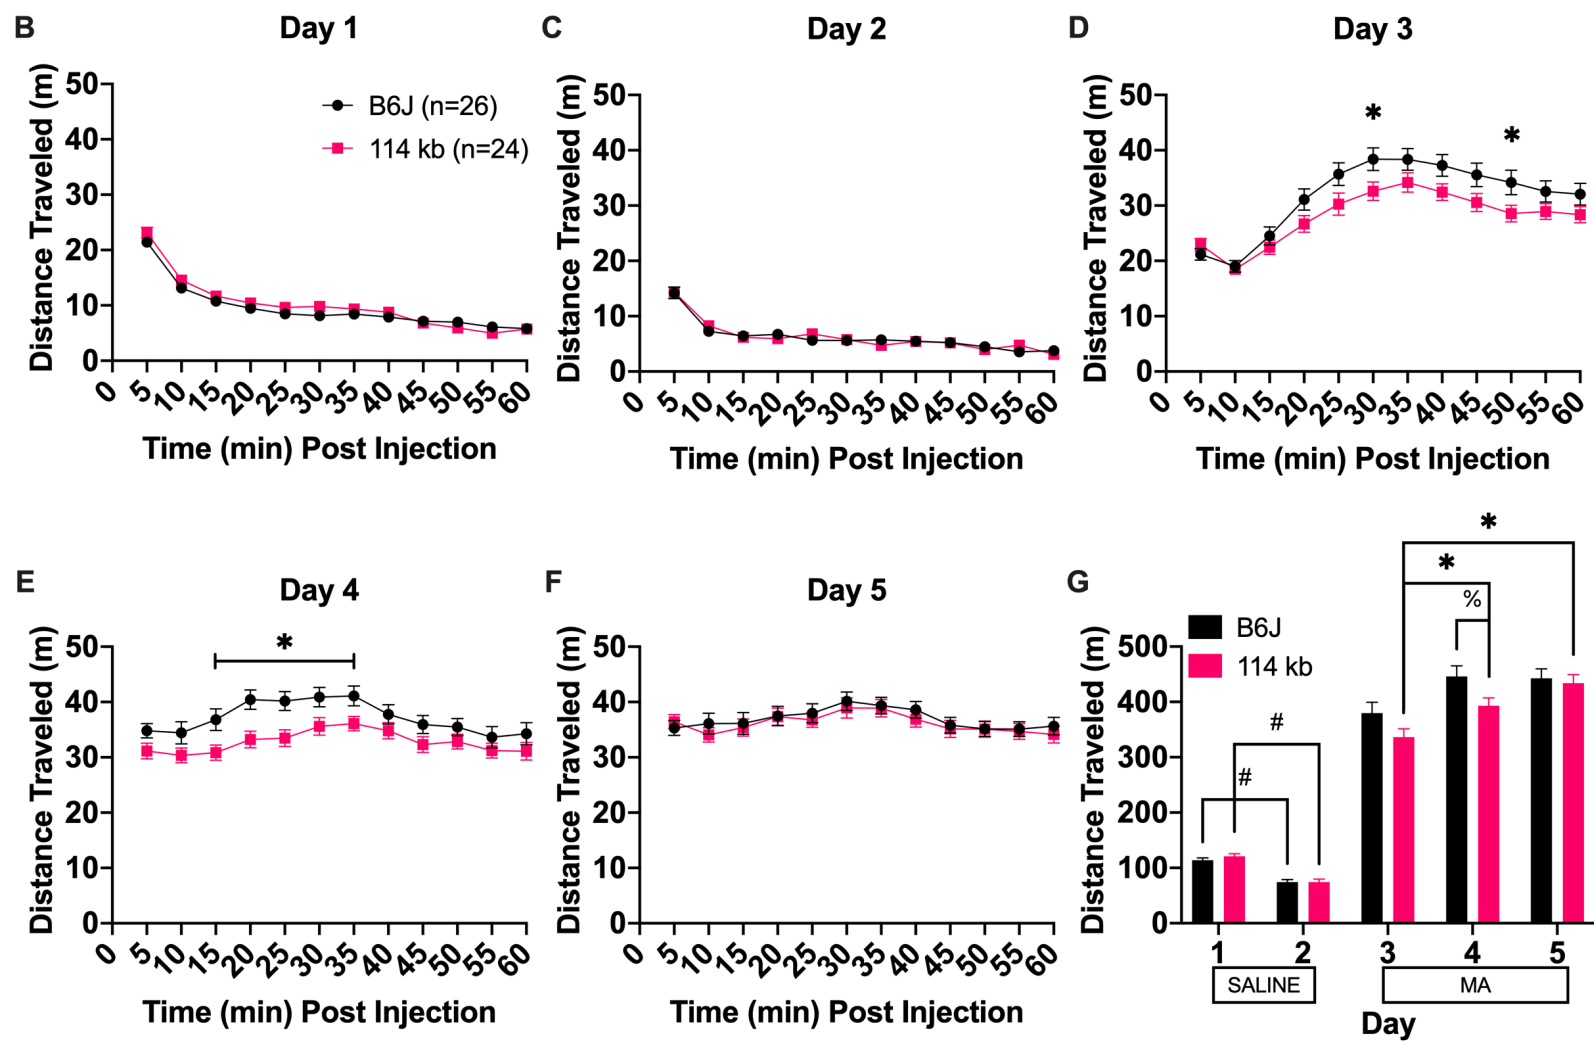 B
Day 1
Distance Traveled (m)
50
40
30
20
10
0
B6J (n=26)
114 kb (n=24)
0 5 10 15 20 25 30 35 40 45 50 55 60
Time (min) Post Injection
C
Day 2
Distance Traveled (m)
50
40
30
20
10
0
0 5 10 15 20 25 30 35 40 45 50 55 60
Time (min) Post Injection
D
Day 3
Distance Traveled (m)
50
40
30
20
10
0
*
*
0 5 10 15 20 25 30 35 40 45 50 55 60
Time (min) Post Injection
E
Day 4
Distance Traveled (m)
50
40
30
20
10
0
*
0 5 10 15 20 25 30 35 40 45 50 55 60
Time (min) Post Injection
F
Day 5
Distance Traveled (m)
50
40
30
20
10
0
0 5 10 15 20 25 30 35 40 45 50 55 60
Time (min) Post Injection
G
Distance Traveled (m)
500
400
300
200
100
0
B6J
114 kb
*
*
%
#
#
1 2 3 4 5
SALINE MA
Day